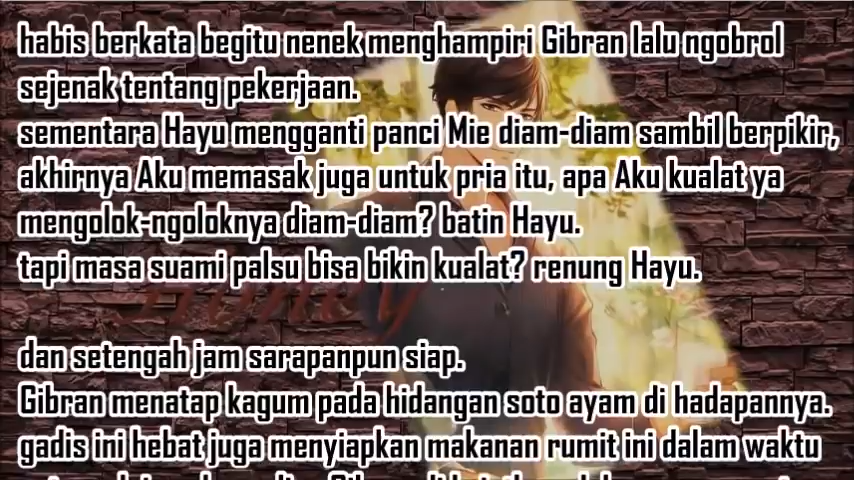 habis berkata begitu nenek menghampiri Gibran lalu ngobrol
sejenak tentang pekerjaan.
sementara Hayu mengganti panci Mie diam-diam sambil berpikir,
akhirnya Aku memasak juga untuk pria itu, apa Aku kualat ya
mengolok-ngoloknya diam-diam? batin Hayu.
tapi masa suami palsu bisa bikin kualat? renung Hayu.
Honey
dan setengah jam sarapanpun siap.
Gibran menatap kagum pada hidangan soto ayam di hadapannya.
gadis ini hebat juga menyiapkan makanan rumit ini dalam waktu